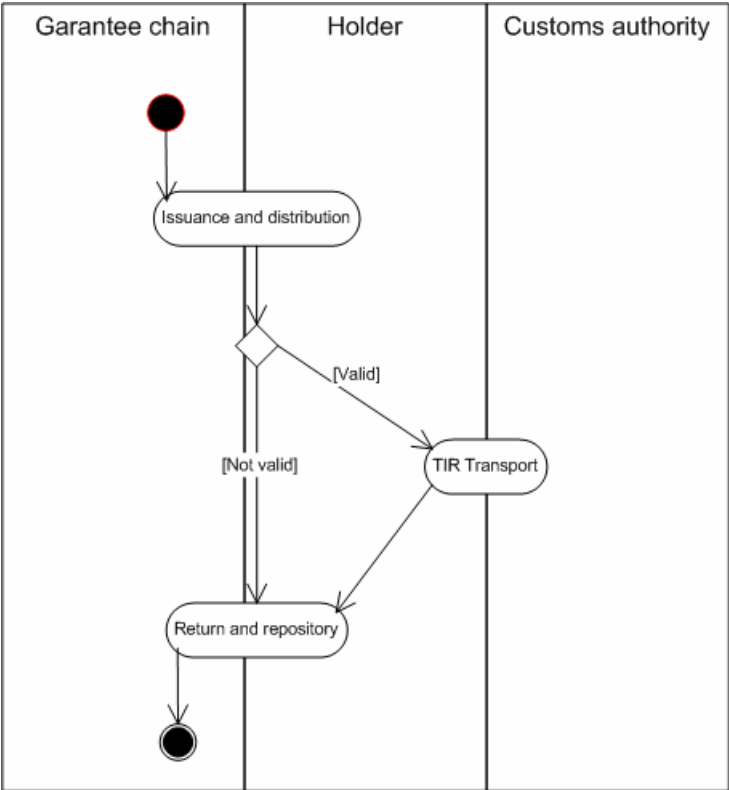 Garantee chain
Holder
Customs authority
Issuance and distribution
[Valid]
[Not valid]
TIR Transport
Return and repository